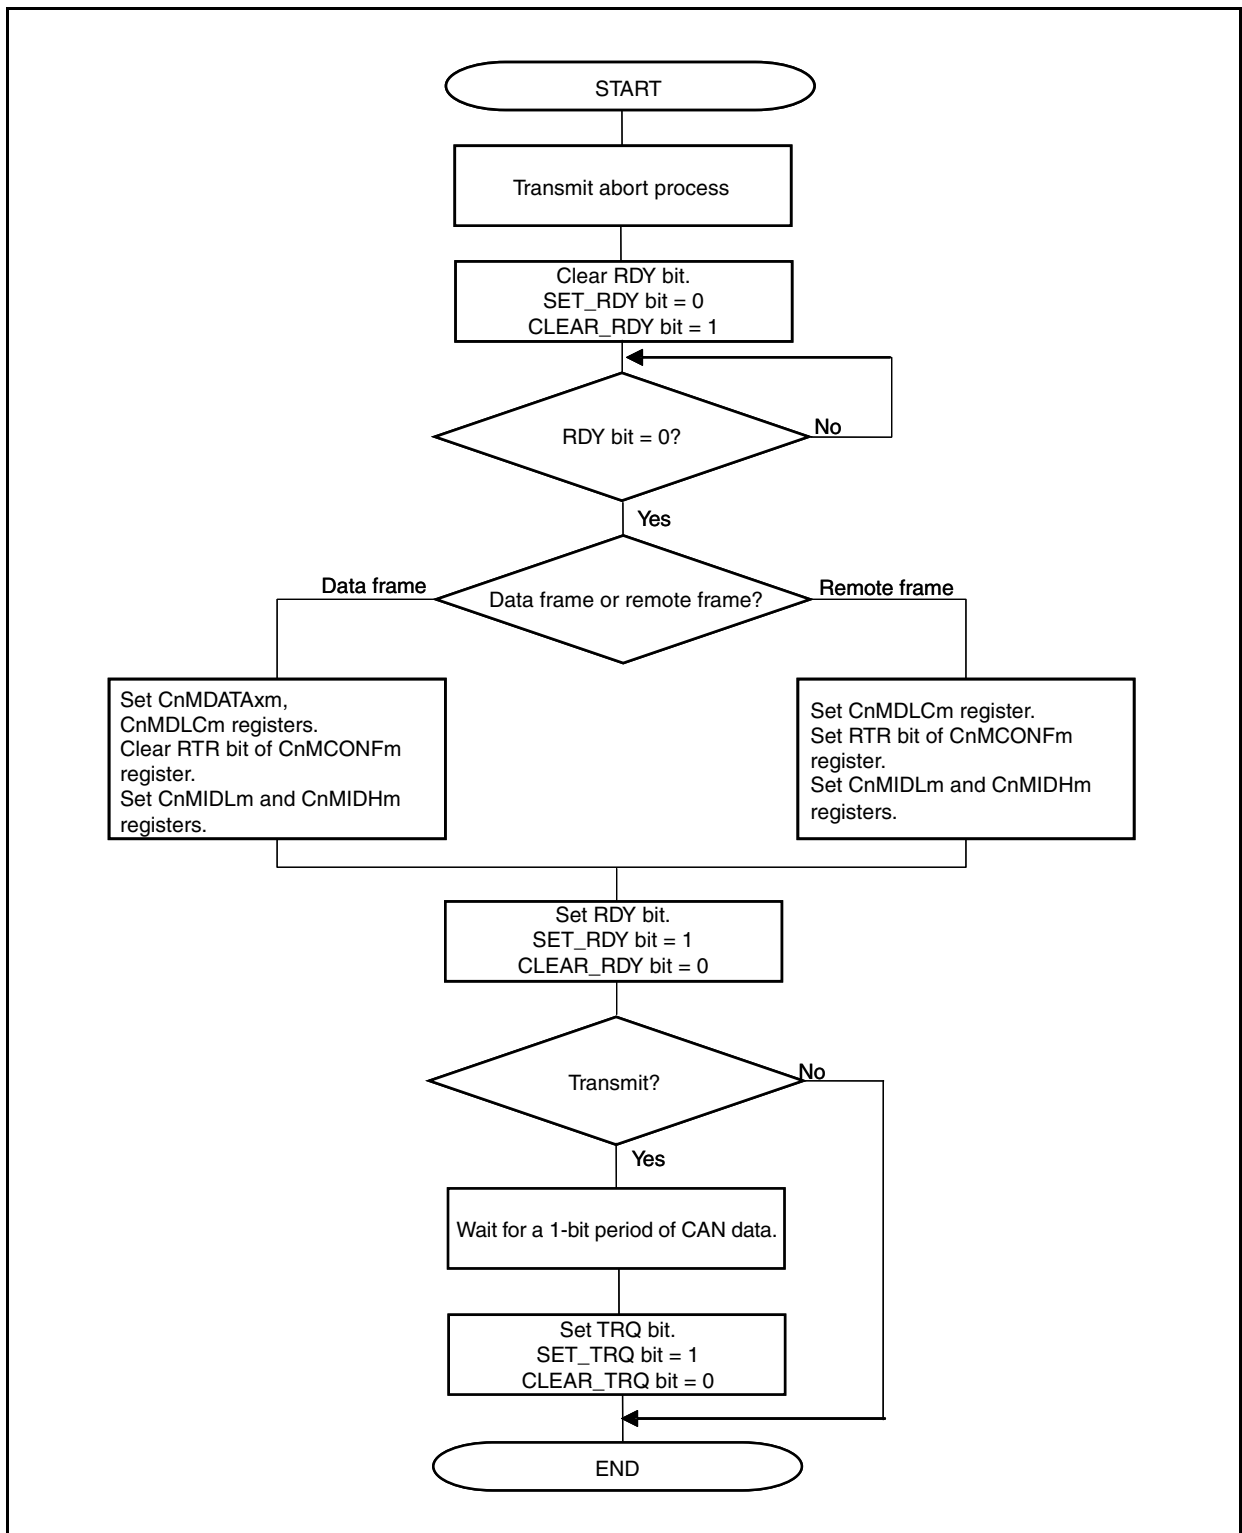 START
Transmit abort process
Clear RDY bit.
SET_RDY bit = 0
CLEAR_RDY bit = 1
RDY bit = 0?
No
Yes
Data frame
Data frame or remote frame?
Remote frame
Set CnMDATAxm,
CnMDLCm registers.
Clear RTR bit of CnMCONFm
register.
Set CnMIDLm and CnMIDHm
registers.
Set CnMDLCm register.
Set RTR bit of CnMCONFm
register.
Set CnMIDLm and CnMIDHm
registers.
Set RDY bit.
SET_RDY bit = 1
CLEAR_RDY bit = 0
Transmit?
No
Yes
Wait for a 1-bit period of CAN data.
Set TRQ bit.
SET_TRQ bit = 1
CLEAR_TRQ bit = 0
END